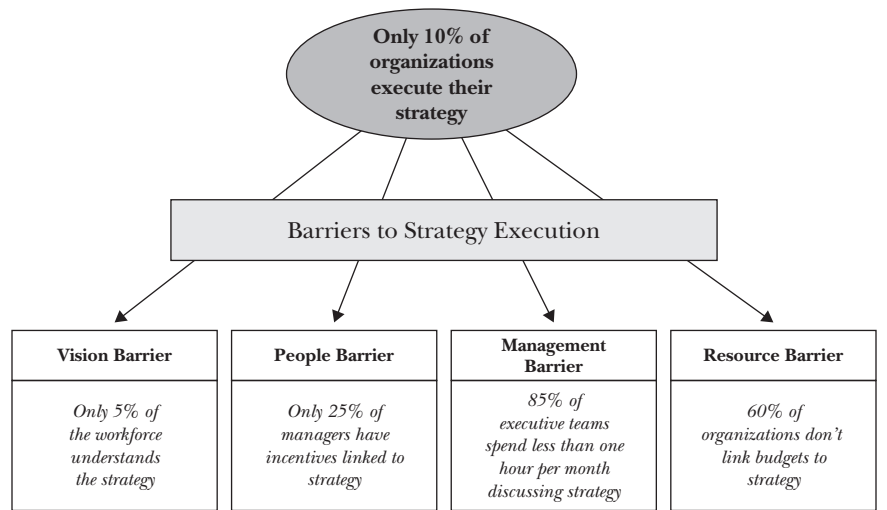 Only 10% of
organizations
execute their
strategy
Barriers to Strategy Execution
Vision Barrier
Only 5% of
the workforce
understands
the strategy
People Barrier
Only 25% of
managers have
incentives linked to
strategy
Management
Barrier
85% of
executive teams
spend less than one
hour per month
discussing strategy
Resource Barrier
60% of
organizations don’t
link budgets to
strategy